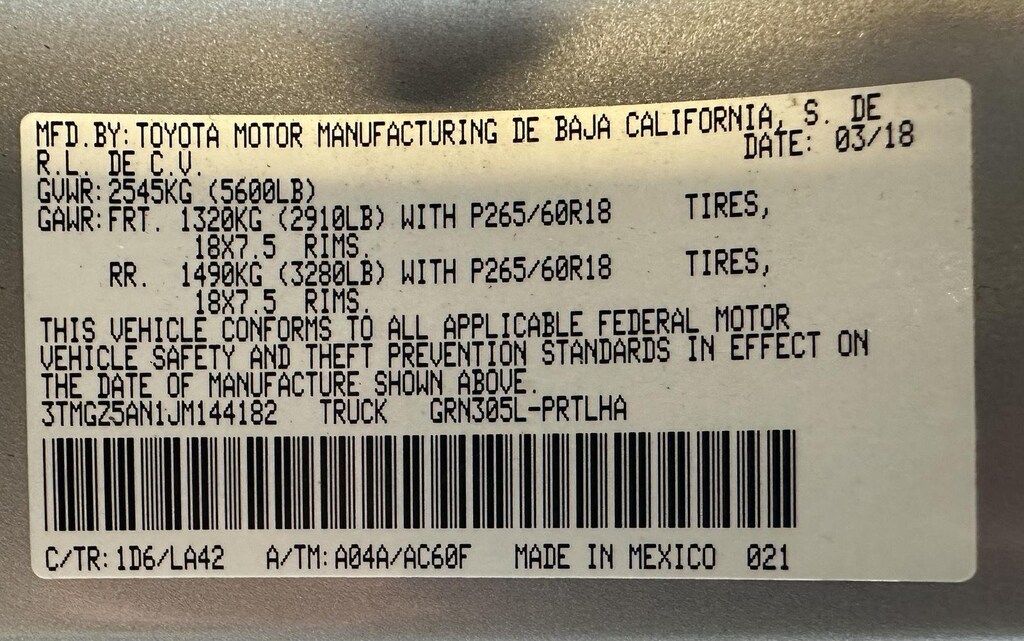 MFD.BY: TOYOTA MOTOR MANUFACTURING DE BAJA CALIFORNIA, S. DE
R.L. DE C.V. DATE: 03/18
GVWR: 2545KG (5600LB)
GAWR: FRT. 1320KG (2910LB) WITH P265/60R18 TIRES,
18X7.5 RIMS,
RR. 1490KG (3280LB) WITH P265/60R18 TIRES,
18X7.5 RIMS.
THIS VEHICLE CONFORMS TO ALL APPLICABLE FEDERAL MOTOR
VEHICLE SAFETY AND THEFT PREVENTION STANDARDS IN EFFECT ON
THE DATE OF MANUFACTURE SHOWN ABOVE.
3TMGZ5AN1JM144182 TRUCK GRN305L-PRTLHA
C/TR: 1D6/LA42 A/TM: A04A/AC60F MADE IN MEXICO 021